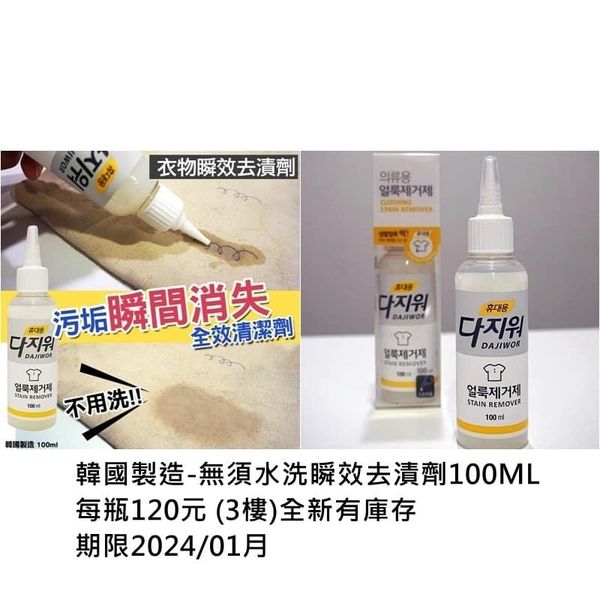 衣物瞬效去漬劑
污垢瞬間消失
全效清潔劑
不用洗!!
휴대용
다지워
DAJIWOR
얼룩제거제
STAIN REMOVER
100 ml
韓國製造 100ml
의류용
얼룩제거제
CLOTHING
STAIN REMOVER
휴대용
다지워
DAJIWOR
얼룩제거제
100 ml
휴대용
다지워
DAJIWOR
얼룩제거제
STAIN REMOVER
100 ml
韓國製造-無須水洗瞬效去漬劑100ML
每瓶120元 (3樓)全新有庫存
期限2024/01月